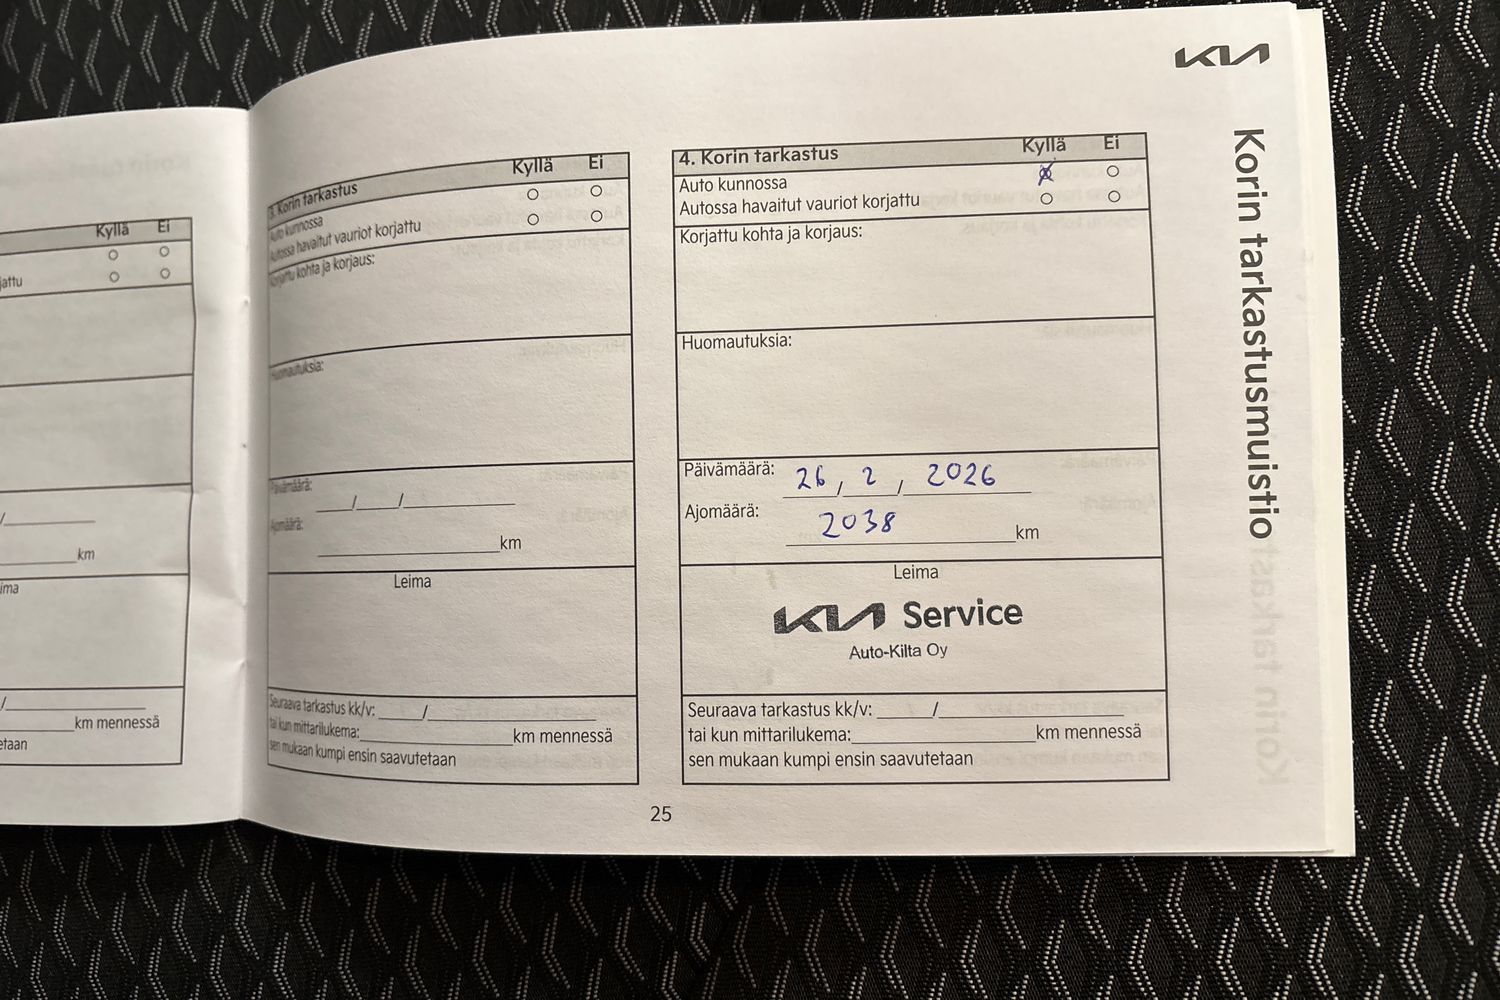 Kyllä Ei
jattu
km
ima
km mennessä
etaan
3. Korin tarkastus Kyllä Ei
Auto kunnossa
Autossa havaitut vauriot korjattu
Korjattu kohta ja korjaus:
Huomautuksia:
Päivämäärä: / /
Ajomäärä: km
Leima
Seuraava tarkastus kk/v: /
tai kun mittarilukema: km mennessä
sen mukaan kumpi ensin saavutetaan
4. Korin tarkastus Kyllä Ei
Auto kunnossa X
Autossa havaitut vauriot korjattu
Korjattu kohta ja korjaus:
Huomautuksia:
Päivämäärä: 26 , 2 , 2026
Ajomäärä: 2038 km
Leima
KIA Service
Auto-Kilta Oy
Seuraava tarkastus kk/v: /
tai kun mittarilukema: km mennessä
sen mukaan kumpi ensin saavutetaan
25
KIA
Korin tarkastusmuistio